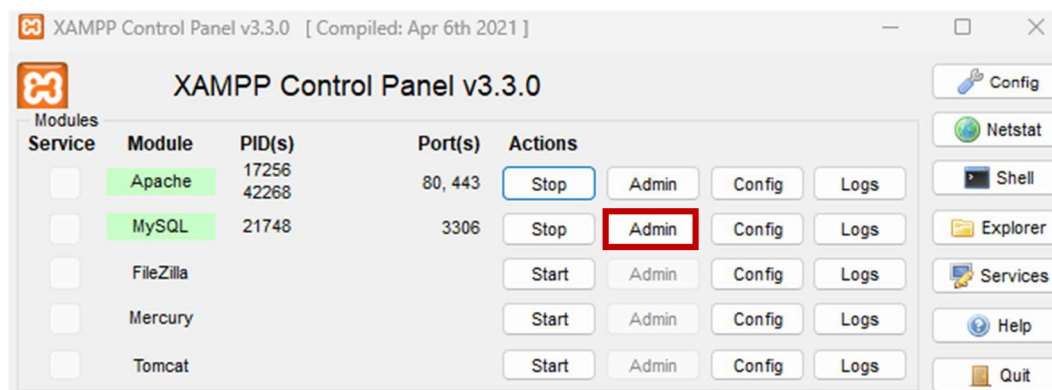 XAMPP Control Panel v3.3.0 [ Compiled: Apr 6th 2021 ]
XAMPP Control Panel v3.3.0
Config
Modules
Service Module PID(s) Port(s) Actions
Netstat
Apache 17256 42268 80, 443 Stop Admin Config Logs
Shell
MySQL 21748 3306 Stop Admin Config Logs
Explorer
FileZilla Start Admin Config Logs
Services
Mercury Start Admin Config Logs
Help
Tomcat Start Admin Config Logs
Quit